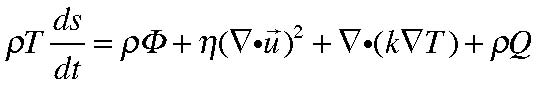 ρT ds/dt = ρΦ + η(∇•u⃗)² + ∇•(k∇T) + ρQ